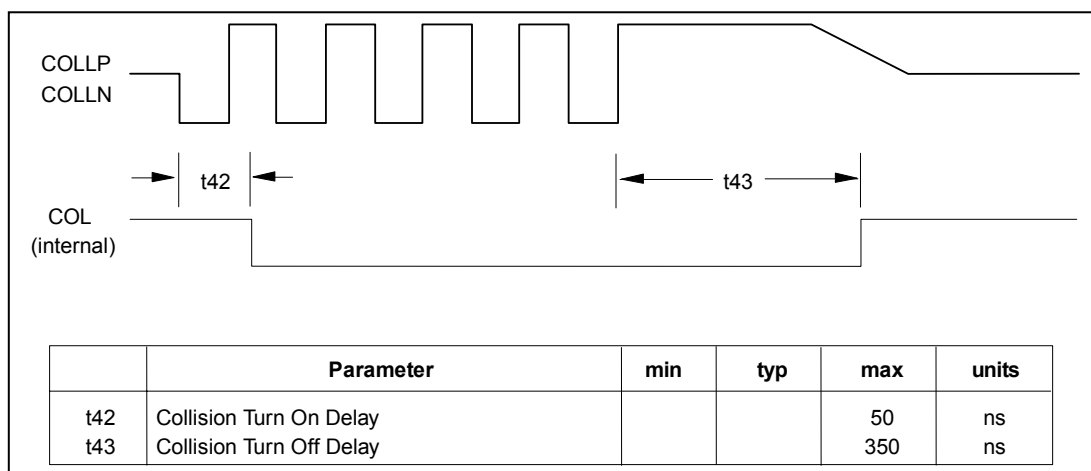 COLLP
COLLN
t42
t43
COL
(internal)
Parameter min typ max units
t42 Collision Turn On Delay 50 ns
t43 Collision Turn Off Delay 350 ns